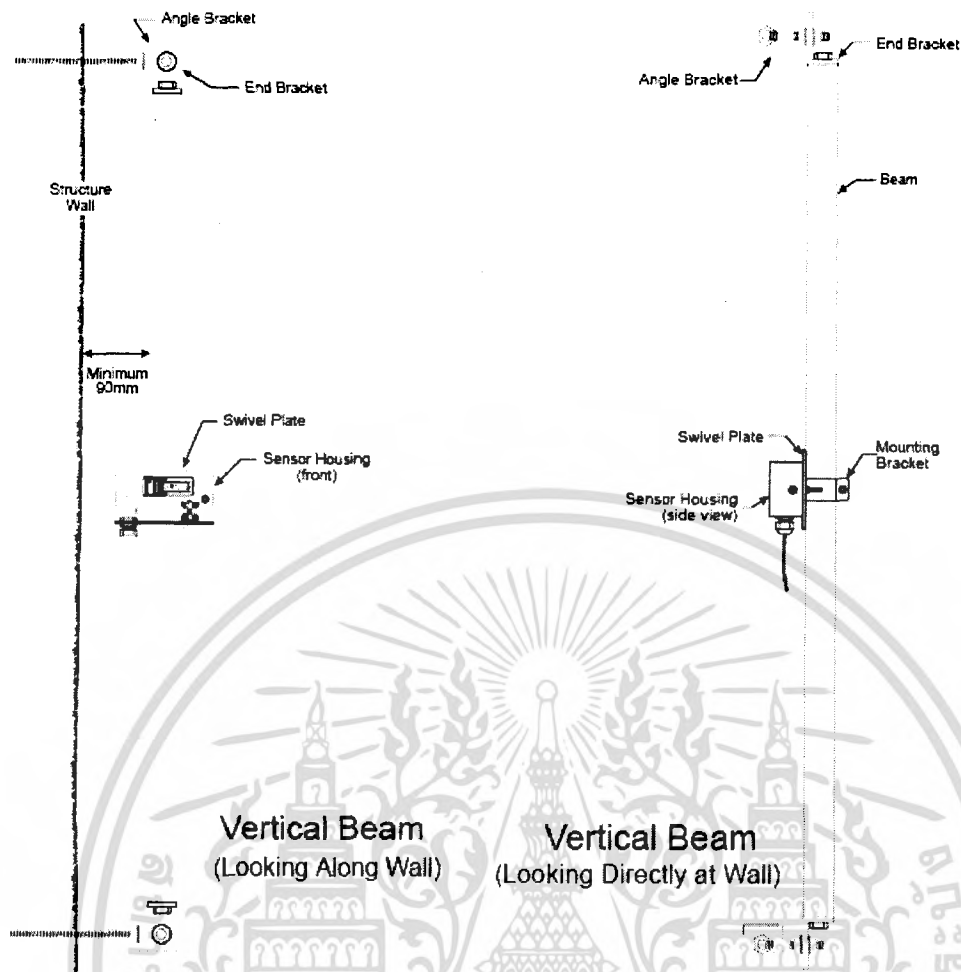 Angle Bracket
End Bracket
End Bracket
Angle Bracket
Structure
Wall
Beam
Minimum
90mm
Swivel Plate
Sensor Housing
(front)
Swivel Plate
Mounting
Bracket
Sensor Housing
(side view)
Vertical Beam
(Looking Along Wall)
Vertical Beam
(Looking Directly at Wall)